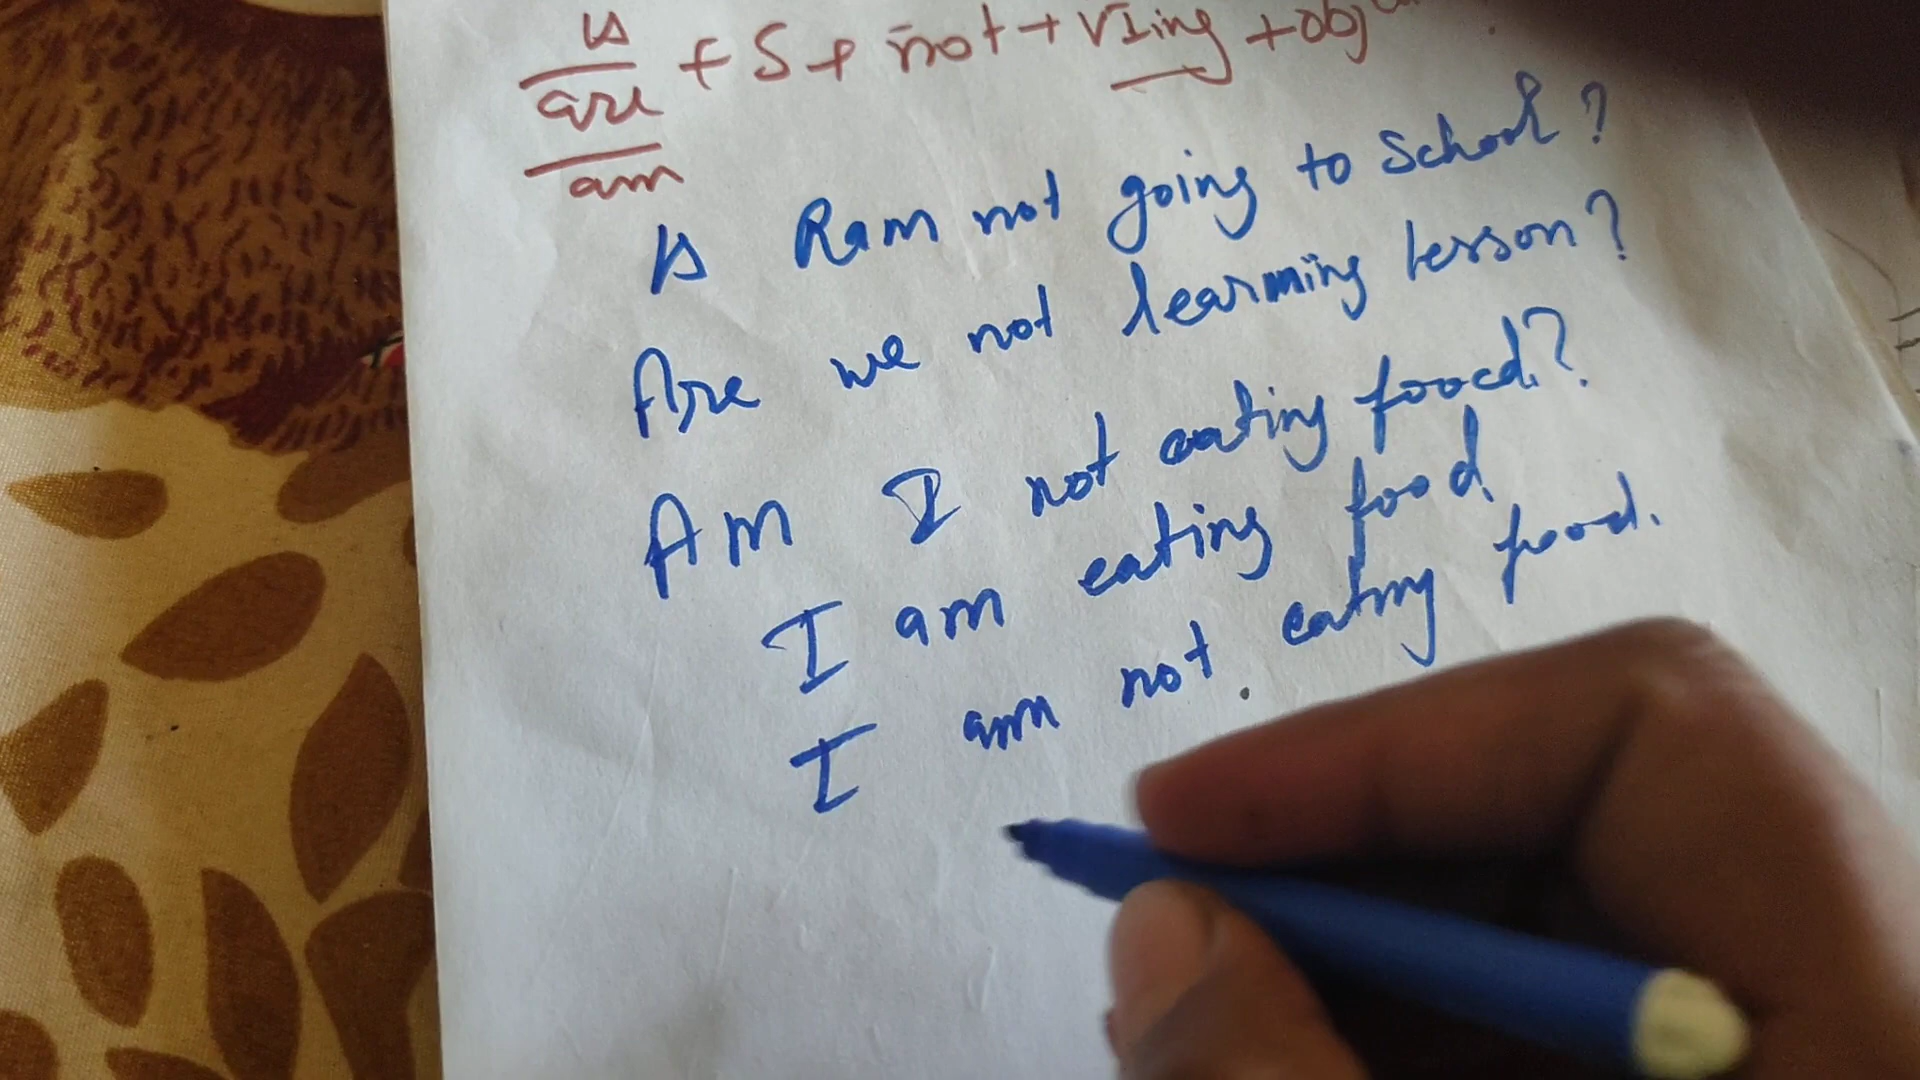 is
are + S + not + VIing + obj
am
Is Ram not going to School?
Are we not learning lesson?
Am I not eating food.?
I am eating food
I am not eating food.